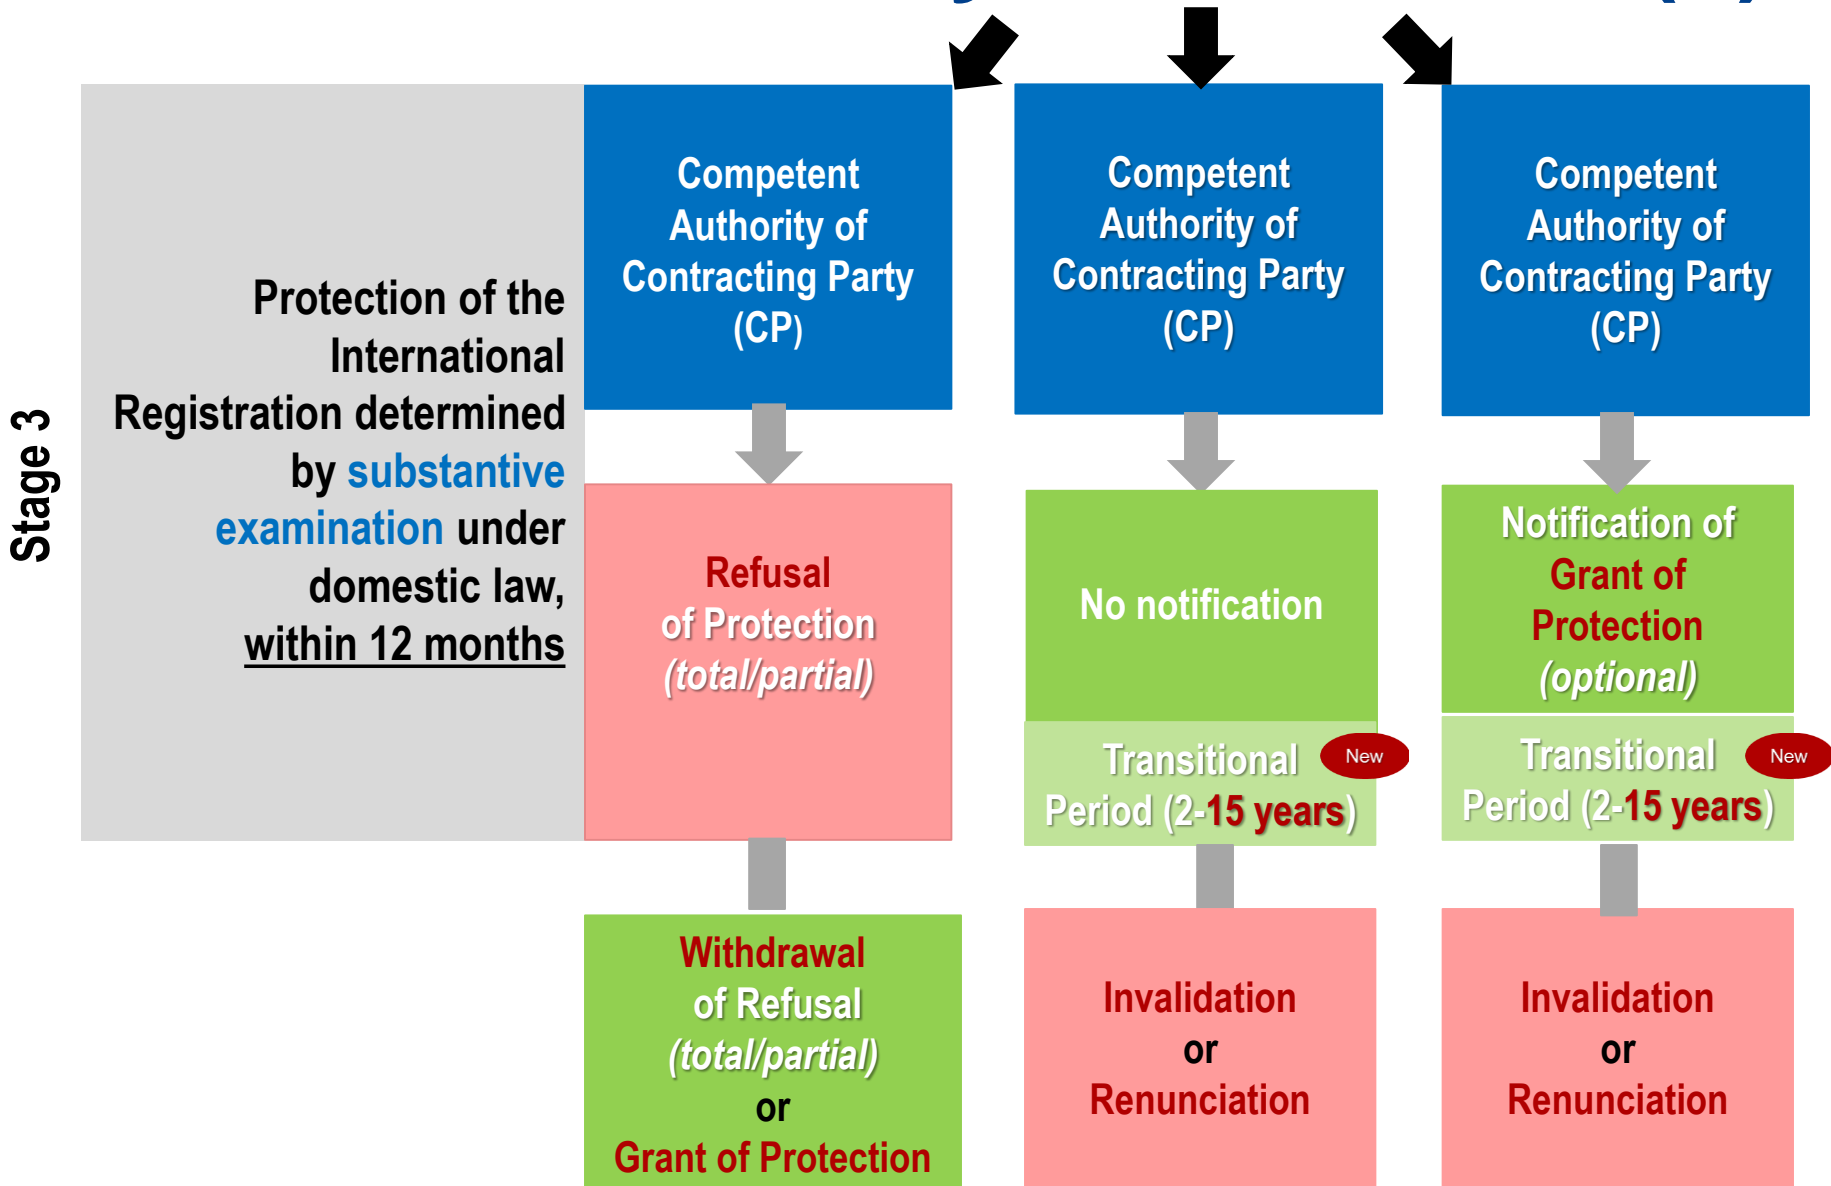 Stage 3
Protection of the
International
Registration determined
by substantive
examination under
domestic law,
within 12 months
Competent
Authority of
Contracting Party
(CP)
Refusal
of Protection
(total/partial)
Withdrawal
of Refusal
(total/partial)
or
Grant of Protection
Competent
Authority of
Contracting Party
(CP)
No notification
Transitional
Period (2-15 years)
New
Invalidation
or
Renunciation
Competent
Authority of
Contracting Party
(CP)
Notification of
Grant of
Protection
(optional)
Transitional
Period (2-15 years)
New
Invalidation
or
Renunciation